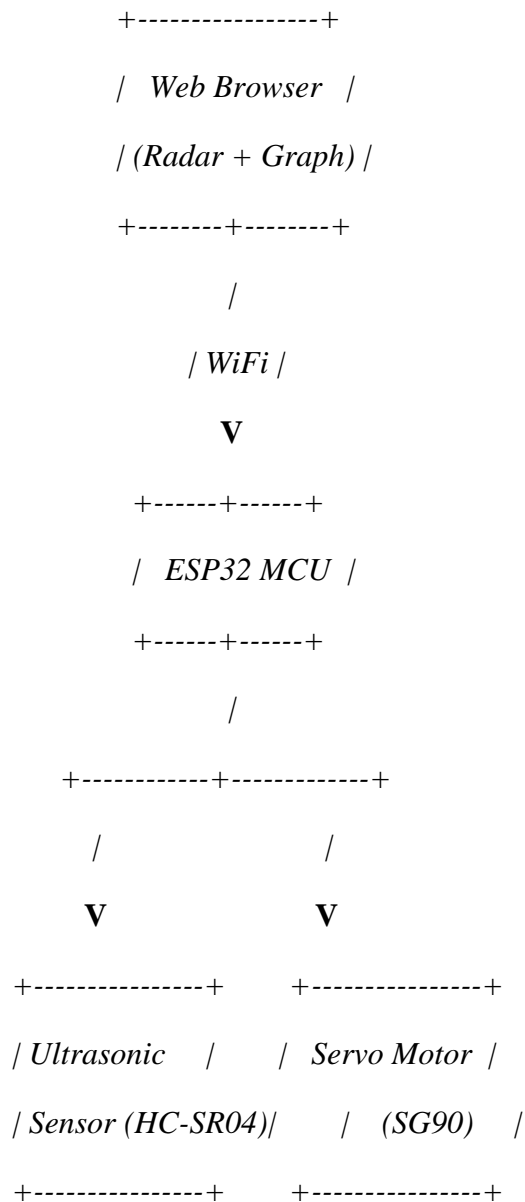 +-----------------+
|   Web Browser   |
| (Radar + Graph) |
+--------+--------+
|
| WiFi |
V
+------+------+
|   ESP32 MCU   |
+------+------+
|
+------------+-------------+
|                          |
V                          V
+----------------+      +----------------+
| Ultrasonic     |      |   Servo Motor  |
| Sensor (HC-SR04)|      |    (SG90)     |
+----------------+      +----------------+